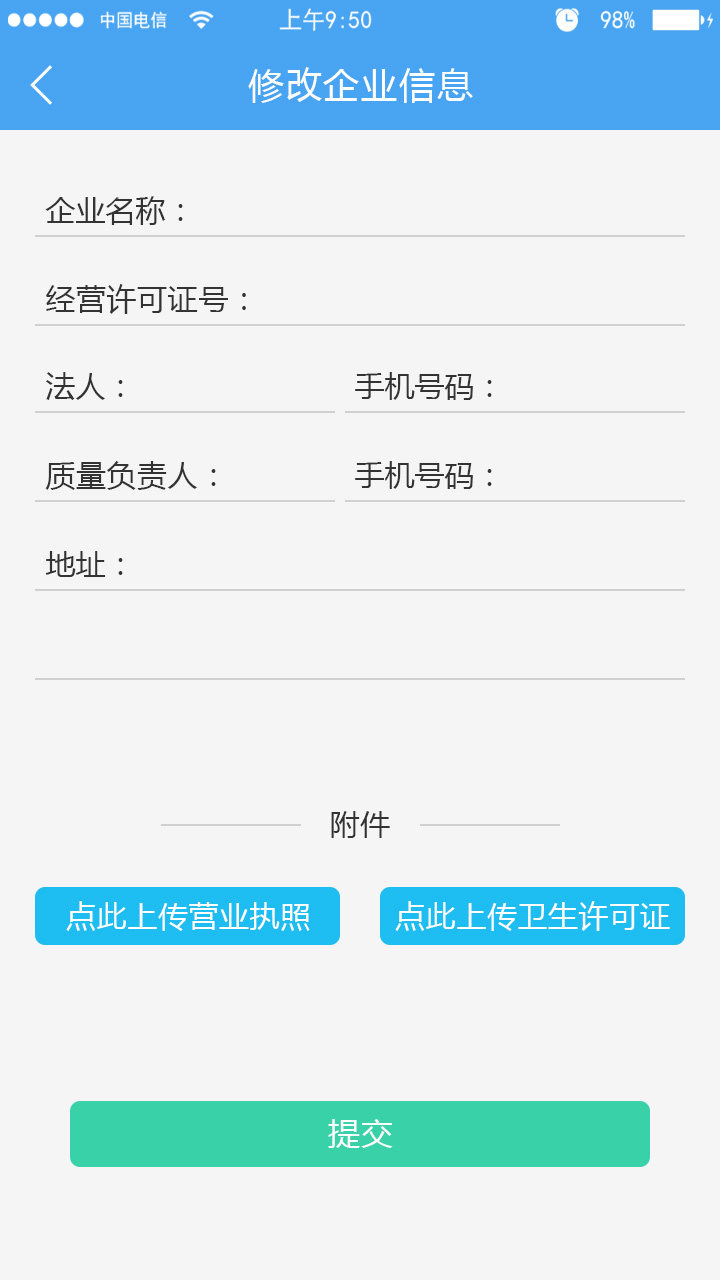 中国电信 上午9:50 98%
修改企业信息
企业名称：
经营许可证号：
法人： 手机号码：
质量负责人： 手机号码：
地址：
附件
点此上传营业执照 点此上传卫生许可证
提交